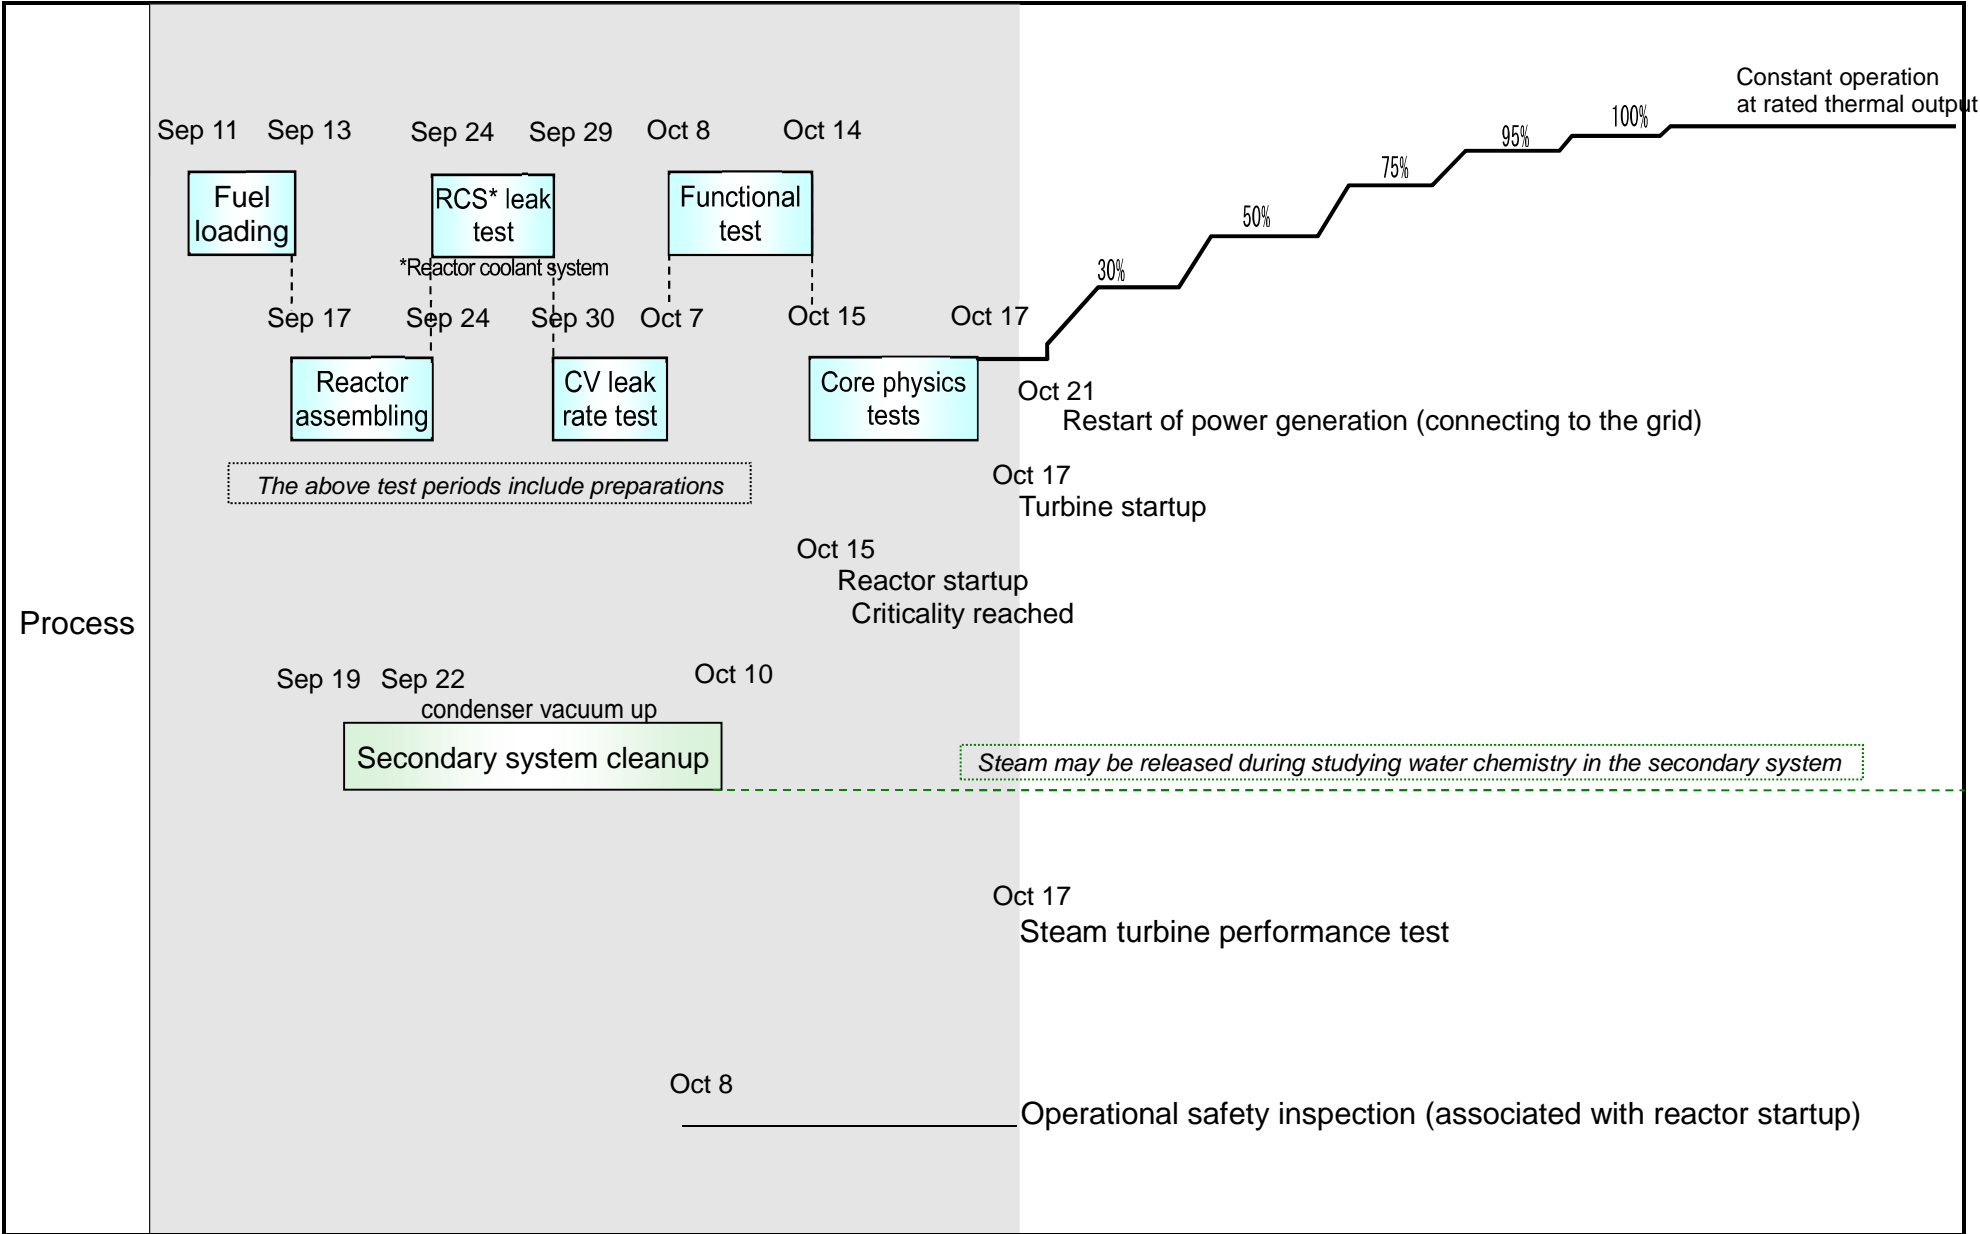 Process
Constant operation
at rated thermal output
100%
95%
75%
50%
30%
Sep 11
Sep 13
Sep 24
Sep 29
Oct 8
Oct 14
Fuel
loading
RCS* leak
test
*Reactor coolant system
Functional
test
Sep 17
Sep 24
Sep 30
Oct 7
Oct 15
Oct 17
Reactor
assembling
CV leak
rate test
Core physics
tests
Oct 21
Restart of power generation (connecting to the grid)
The above test periods include preparations
Oct 17
Turbine startup
Oct 15
Reactor startup
Criticality reached
Sep 19
Sep 22
Oct 10
condenser vacuum up
Secondary system cleanup
Steam may be released during studying water chemistry in the secondary system
Oct 17
Steam turbine performance test
Oct 8
Operational safety inspection (associated with reactor startup)